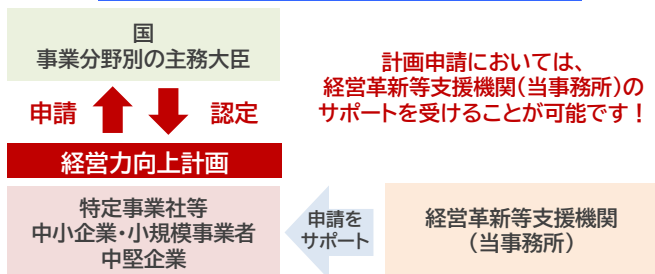 国
事業分野別の主務大臣
計画申請においては、
経営革新等支援機関（当事務所）の
サポートを受けることが可能です！
申請
認定
経営力向上計画
特定事業社等
中小企業・小規模事業者
中堅企業
申請を
サポート
経営革新等支援機関
（当事務所）